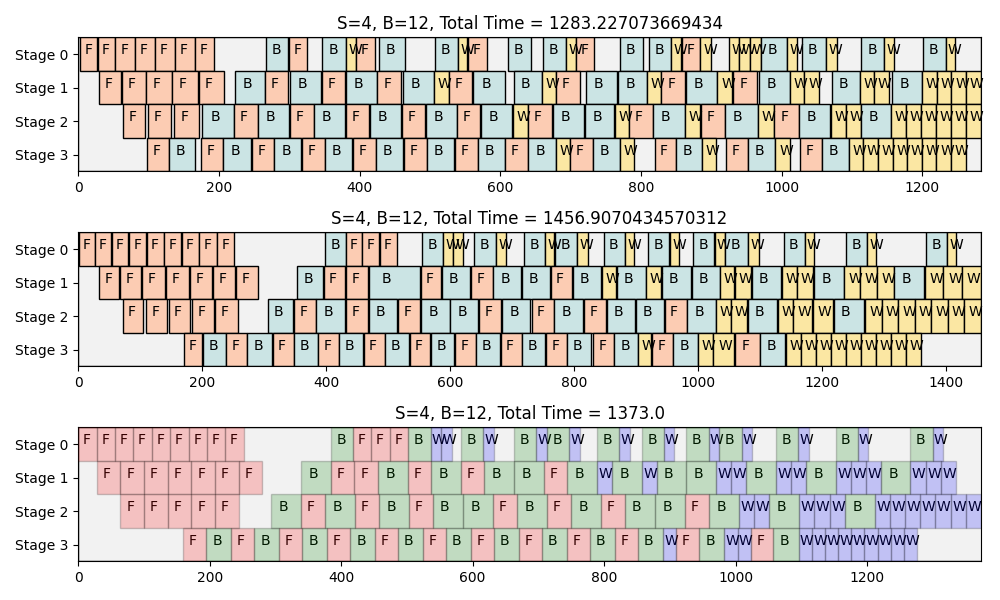 S=4, B=12, Total Time = 1283.227073669434
Stage 0 F F F F F F F B F B W F B B W F B B W F B B W F W W W W B W B W B W B W
Stage 1 F F F F F B F B F B F B W F B B W F B B W F B W F B W W B W W B W W W W
Stage 2 F F F B F B F B F B F B F B W F B B W F B W F B W F B W W B W W W W W W
Stage 3 F B F B F B F B F B F B F B F B W F B W F B W F B W F B W W W W W W W W
0 200 400 600 800 1000 1200
S=4, B=12, Total Time = 1456.9070434570312
Stage 0 F F F F F F F F F B F F F B W W B W B W B W B W B W B W B W B W B W B W
Stage 1 F F F F F F F B F F B F B F B B F B W B W B B W W B W W B W W W B W W W
Stage 2 F F F F F B F B F B F B B F B F B F B B F B W W B W W W B W W W W W W W
Stage 3 F B F B F B F B F B F B F B F B F B F B W F B W W F B W W W W W W W W W
0 200 400 600 800 1000 1200 1400
S=4, B=12, Total Time = 1373.0
Stage 0 F F F F F F F F F B F F F B W W B W B W B W B W B W B W B W B W B W B W
Stage 1 F F F F F F F B F F B F B F B B F B W B W B B W W B W W B W W W B W W W
Stage 2 F F F F F B F B F B F B B F B F B F B B F B W W B W W W B W W W W W W W
Stage 3 F B F B F B F B F B F B F B F B F B F B W F B W W F B W W W W W W W W W
0 200 400 600 800 1000 1200